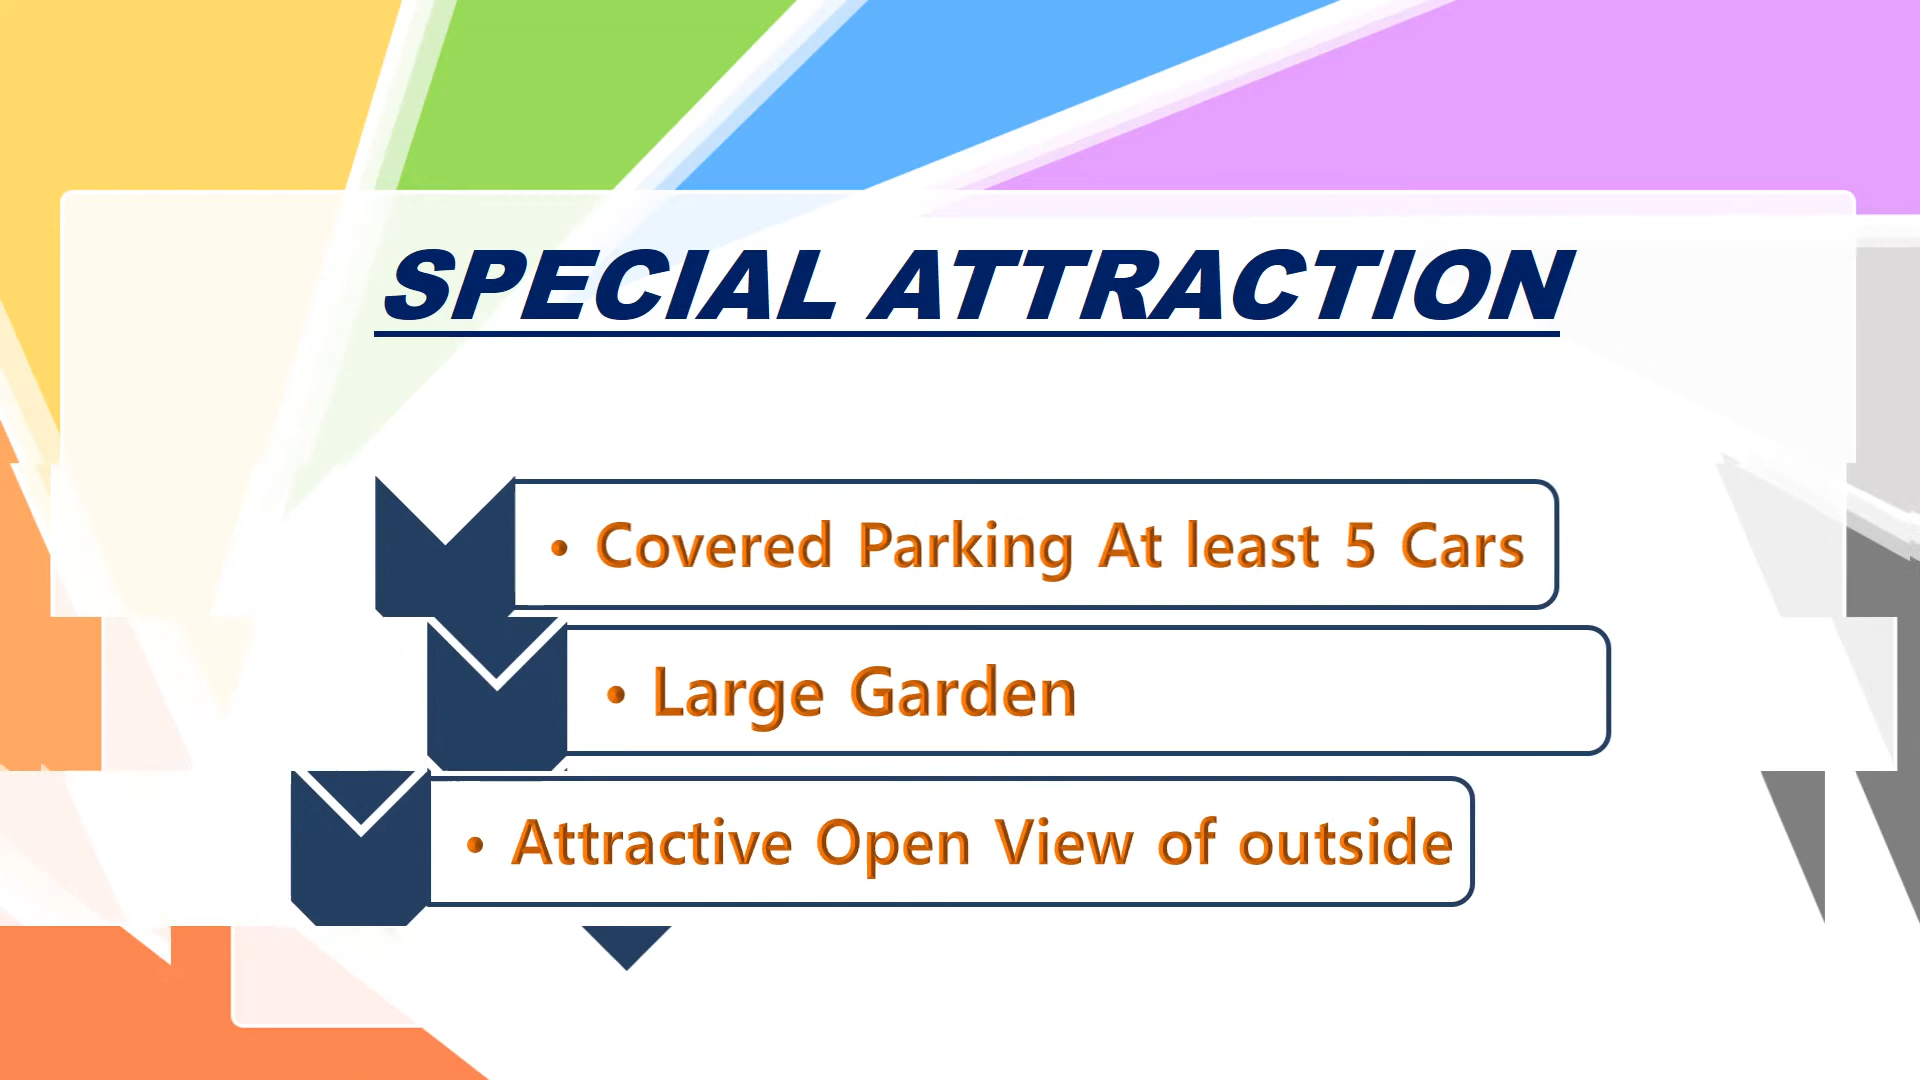 SPECIAL ATTRACTION
• Covered Parking At least 5 Cars
• Large Garden
• Attractive Open View of outside